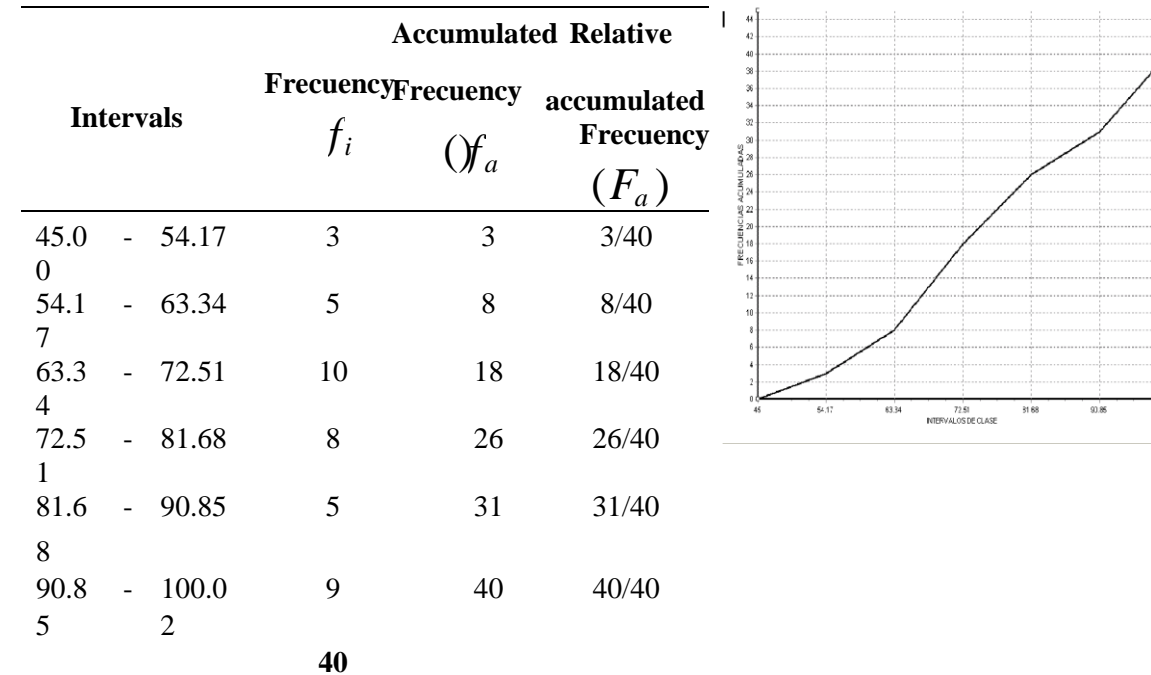 Accumulated Relative
Frecuency Frecuency accumulated
Intervals Frecuency
f i ()f a
(F a)
45.0 - 54.17 3 3 3/40
0
54.1 - 63.34 5 8 8/40
7
63.3 - 72.51 10 18 18/40
4
72.5 - 81.68 8 26 26/40
1
81.6 - 90.85 5 31 31/40
8
90.8 - 100.0 9 40 40/40
5 2
40
44
42
40
38
36
34
32
30
28
26
24
22
20
18
16
14
12
10
8
6
4
2
0
FRECUENCIAS ACUMULADAS
45 54.17 63.34 72.51 81.68 90.85
INTERVALOS DE CLASE